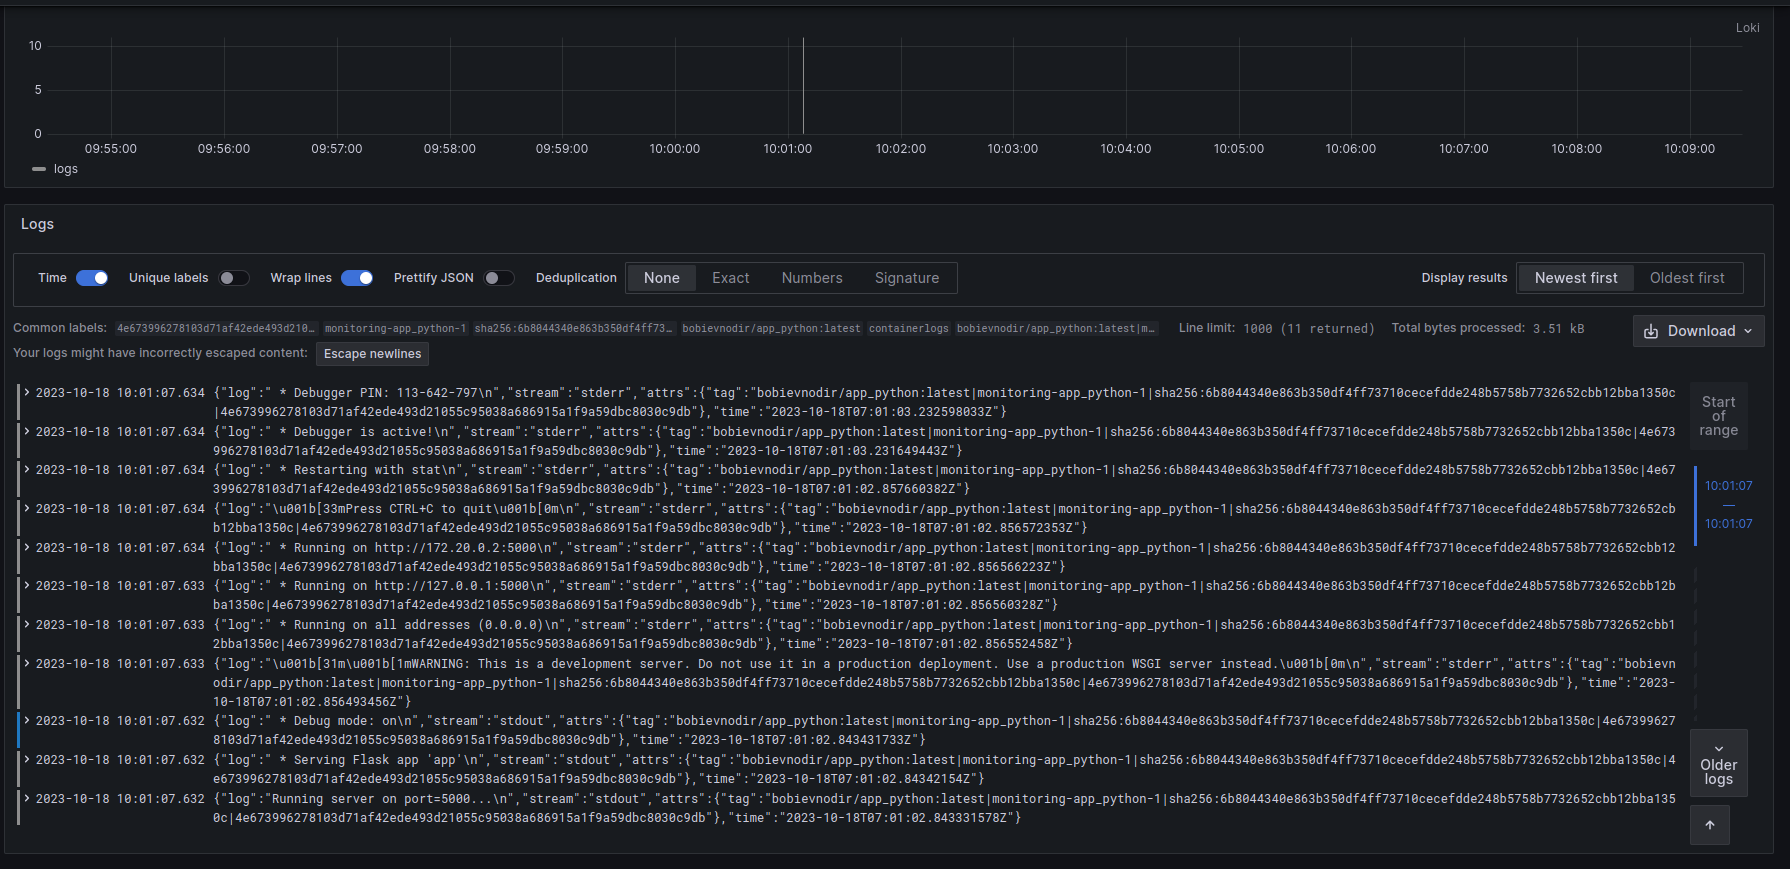 Loki
10
5
0
09:55:00 09:56:00 09:57:00 09:58:00 09:59:00 10:00:00 10:01:00 10:02:00 10:03:00 10:04:00 10:05:00 10:06:00 10:07:00 10:08:00 10:09:00
logs
Logs
Time Unique labels Wrap lines Prettify JSON Deduplication None Exact Numbers Signature Display results Newest first Oldest first
Common labels: 4e673996278103d71af42ede493d210… monitoring-app_python-1 sha256:6b8044340e863b350df4ff73… bobievnodir/app_python:latest containerlogs bobievnodir/app_python:latest|m… Line limit: 1000 (11 returned) Total bytes processed: 3.51 kB Download
Your logs might have incorrectly escaped content: Escape newlines
2023-10-18 10:01:07.634 {"log":" * Debugger PIN: 113-642-797\n","stream":"stderr","attrs":{"tag":"bobievnodir/app_python:latest|monitoring-app_python-1|sha256:6b8044340e863b350df4ff73710cecefdde248b5758b7732652cbb12bba1350c
|4e673996278103d71af42ede493d21055c95038a686915a1f9a59dbc8030c9db"},"time":"2023-10-18T07:01:03.232598033Z"}
2023-10-18 10:01:07.634 {"log":" * Debugger is active!\n","stream":"stderr","attrs":{"tag":"bobievnodir/app_python:latest|monitoring-app_python-1|sha256:6b8044340e863b350df4ff73710cecefdde248b5758b7732652cbb12bba1350c|4e673
996278103d71af42ede493d21055c95038a686915a1f9a59dbc8030c9db"},"time":"2023-10-18T07:01:03.231649443Z"}
2023-10-18 10:01:07.634 {"log":" * Restarting with stat\n","stream":"stderr","attrs":{"tag":"bobievnodir/app_python:latest|monitoring-app_python-1|sha256:6b8044340e863b350df4ff73710cecefdde248b5758b7732652cbb12bba1350c|4e67
3996278103d71af42ede493d21055c95038a686915a1f9a59dbc8030c9db"},"time":"2023-10-18T07:01:02.857660382Z"}
2023-10-18 10:01:07.634 {"log":"\u001b[33mPress CTRL+C to quit\u001b[0m\n","stream":"stderr","attrs":{"tag":"bobievnodir/app_python:latest|monitoring-app_python-1|sha256:6b8044340e863b350df4ff73710cecefdde248b5758b7732652cb
b12bba1350c|4e673996278103d71af42ede493d21055c95038a686915a1f9a59dbc8030c9db"},"time":"2023-10-18T07:01:02.856572353Z"}
2023-10-18 10:01:07.634 {"log":" * Running on http://172.20.0.2:5000\n","stream":"stderr","attrs":{"tag":"bobievnodir/app_python:latest|monitoring-app_python-1|sha256:6b8044340e863b350df4ff73710cecefdde248b5758b7732652cbb12
bba1350c|4e673996278103d71af42ede493d21055c95038a686915a1f9a59dbc8030c9db"},"time":"2023-10-18T07:01:02.856566223Z"}
2023-10-18 10:01:07.633 {"log":" * Running on http://127.0.0.1:5000\n","stream":"stderr","attrs":{"tag":"bobievnodir/app_python:latest|monitoring-app_python-1|sha256:6b8044340e863b350df4ff73710cecefdde248b5758b7732652cbb12b
ba1350c|4e673996278103d71af42ede493d21055c95038a686915a1f9a59dbc8030c9db"},"time":"2023-10-18T07:01:02.856560328Z"}
2023-10-18 10:01:07.633 {"log":" * Running on all addresses (0.0.0.0)\n","stream":"stderr","attrs":{"tag":"bobievnodir/app_python:latest|monitoring-app_python-1|sha256:6b8044340e863b350df4ff73710cecefdde248b5758b7732652cbb1
2bba1350c|4e673996278103d71af42ede493d21055c95038a686915a1f9a59dbc8030c9db"},"time":"2023-10-18T07:01:02.856552458Z"}
2023-10-18 10:01:07.633 {"log":"\u001b[31m\u001b[1mWARNING: This is a development server. Do not use it in a production deployment. Use a production WSGI server instead.\u001b[0m\n","stream":"stderr","attrs":{"tag":"bobiev
nodir/app_python:latest|monitoring-app_python-1|sha256:6b8044340e863b350df4ff73710cecefdde248b5758b7732652cbb12bba1350c|4e673996278103d71af42ede493d21055c95038a686915a1f9a59dbc8030c9db"},"time":"2023-
10-18T07:01:02.856493456Z"}
2023-10-18 10:01:07.632 {"log":" * Debug mode: on\n","stream":"stdout","attrs":{"tag":"bobievnodir/app_python:latest|monitoring-app_python-1|sha256:6b8044340e863b350df4ff73710cecefdde248b5758b7732652cbb12bba1350c|4e6739962​7
8103d71af42ede493d21055c95038a686915a1f9a59dbc8030c9db"},"time":"2023-10-18T07:01:02.843431733Z"}
2023-10-18 10:01:07.632 {"log":" * Serving Flask app 'app'\n","stream":"stdout","attrs":{"tag":"bobievnodir/app_python:latest|monitoring-app_python-1|sha256:6b8044340e863b350df4ff73710cecefdde248b5758b7732652cbb12bba1350c|4
e673996278103d71af42ede493d21055c95038a686915a1f9a59dbc8030c9db"},"time":"2023-10-18T07:01:02.84342154Z"}
2023-10-18 10:01:07.632 {"log":"Running server on port=5000...\n","stream":"stdout","attrs":{"tag":"bobievnodir/app_python:latest|monitoring-app_python-1|sha256:6b8044340e863b350df4ff73710cecefdde248b5758b7732652cbb12bba135
0c|4e673996278103d71af42ede493d21055c95038a686915a1f9a59dbc8030c9db"},"time":"2023-10-18T07:01:02.843331578Z"}
Start
of
range
10:01:07
—
10:01:07
Older
logs